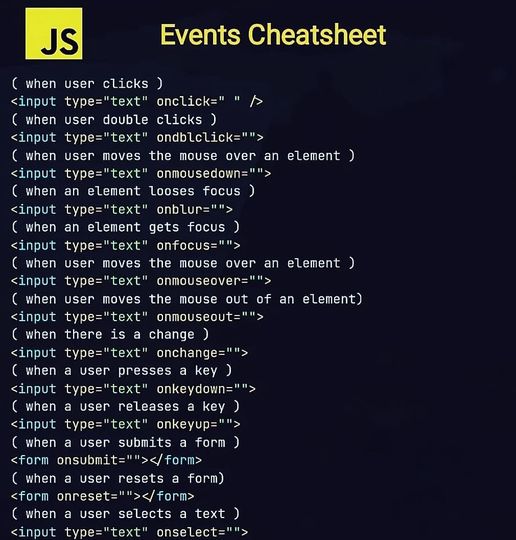 JS
Events Cheatsheet
( when user clicks )
<input type="text" onclick=" " />
( when user double clicks )
<input type="text" ondblclick="">
( when user moves the mouse over an element )
<input type="text" onmousedown="">
( when an element looses focus )
<input type="text" onblur="">
( when an element gets focus )
<input type="text" onfocus="">
( when user moves the mouse over an element )
<input type="text" onmouseover="">
( when user moves the mouse out of an element)
<input type="text" onmouseout="">
( when there is a change )
<input type="text" onchange="">
( when a user presses a key )
<input type="text" onkeydown="">
( when a user releases a key )
<input type="text" onkeyup="">
( when a user submits a form )
<form onsubmit=""></form>
( when a user resets a form)
<form onreset=""></form>
( when a user selects a text )
<input type="text" onselect="">